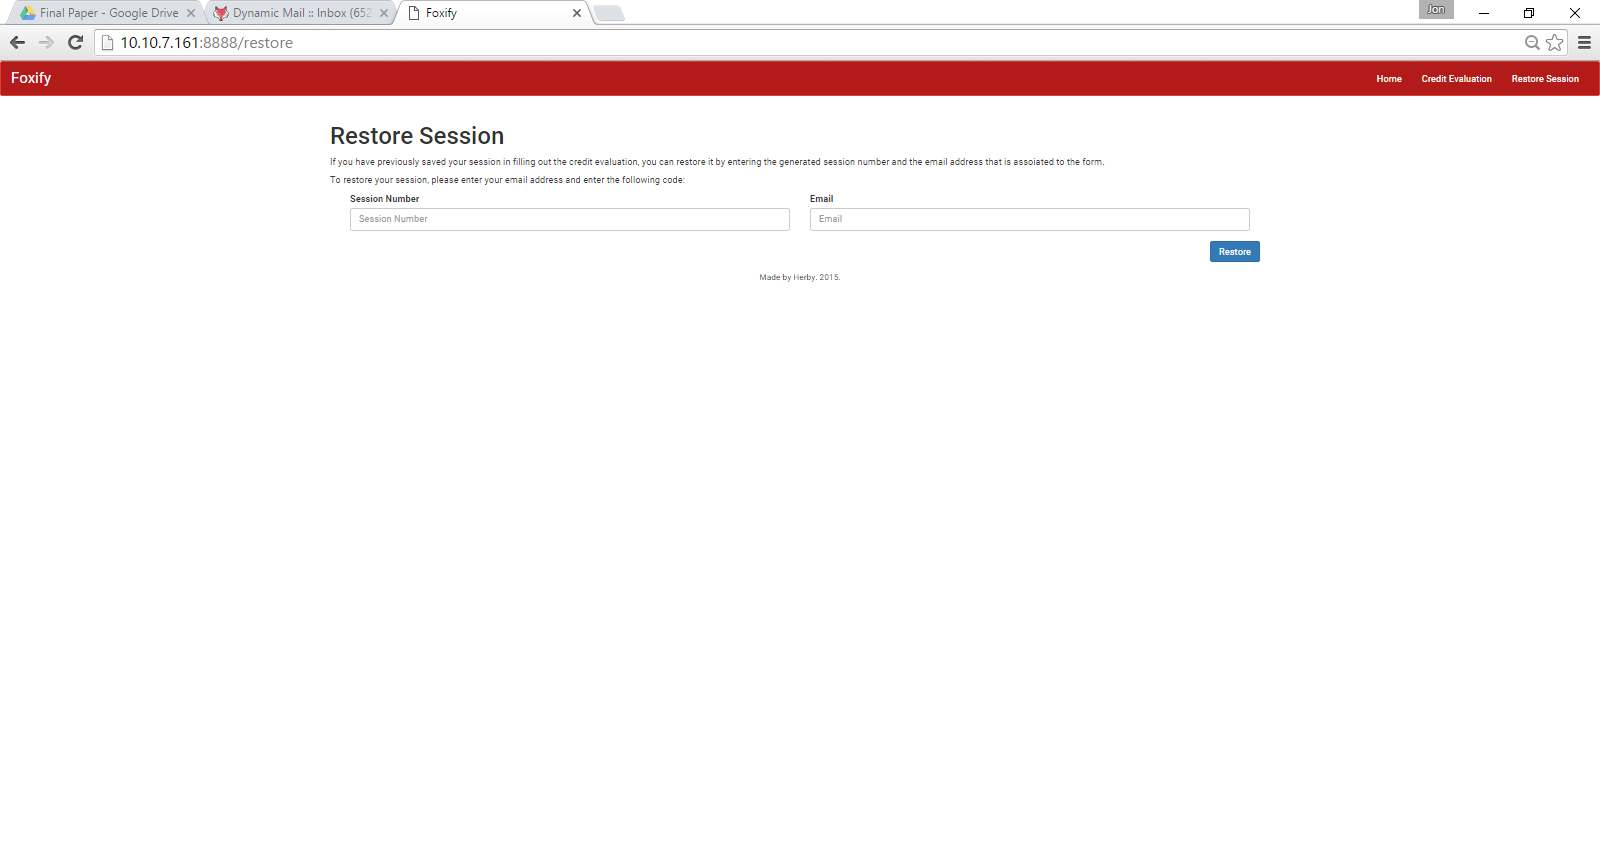 Final Paper - Google Drive
Dynamic Mail :: Inbox (652
Foxify
Jon
10.10.7.161:8888/restore
Foxify
Home Credit Evaluation Restore Session
Restore Session
If you have previously saved your session in filling out the credit evaluation, you can restore it by entering the generated session number and the email address that is assoiated to the form.
To restore your session, please enter your email address and enter the following code:
Session Number Email
Session Number Email
Restore
Made by Herby. 2015.